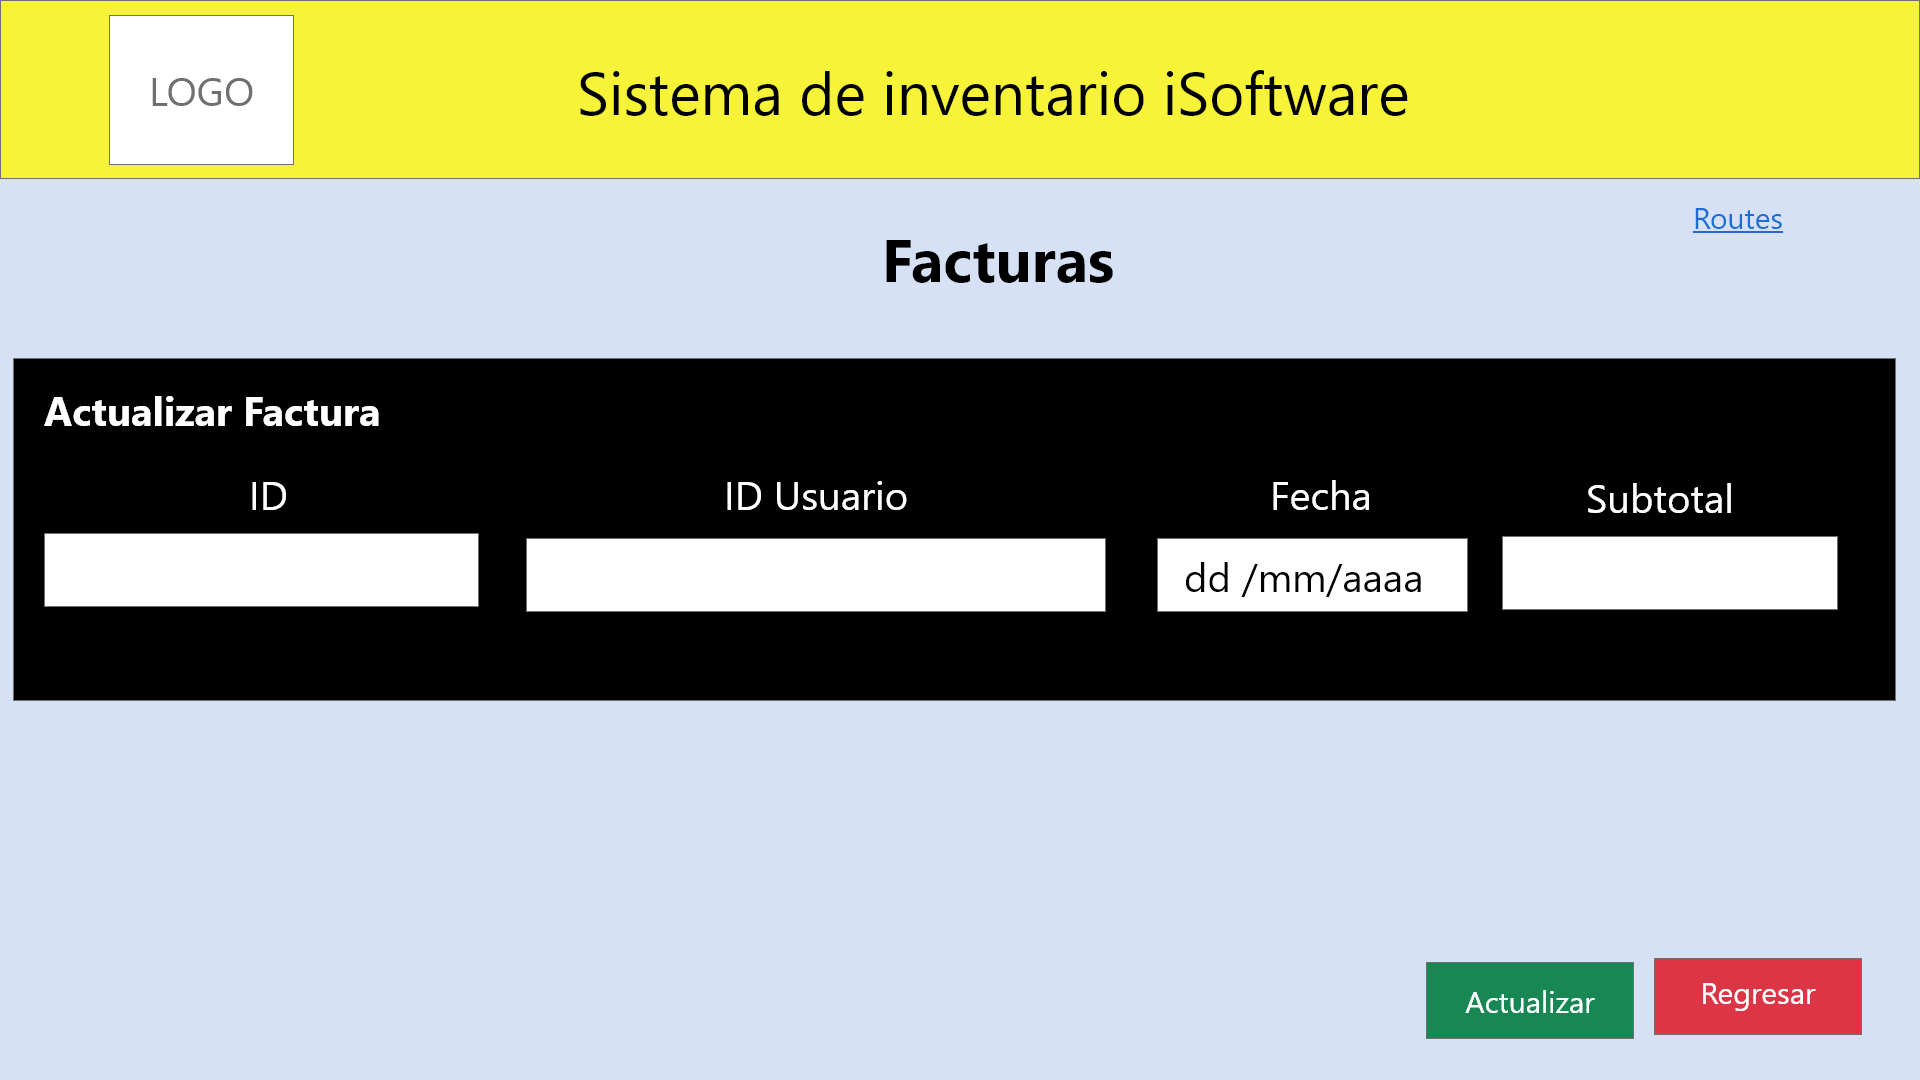 LOGO
Sistema de inventario iSoftware
Routes
Facturas
Actualizar Factura
ID
ID Usuario
Fecha
Subtotal
dd /mm/aaaa
Actualizar
Regresar